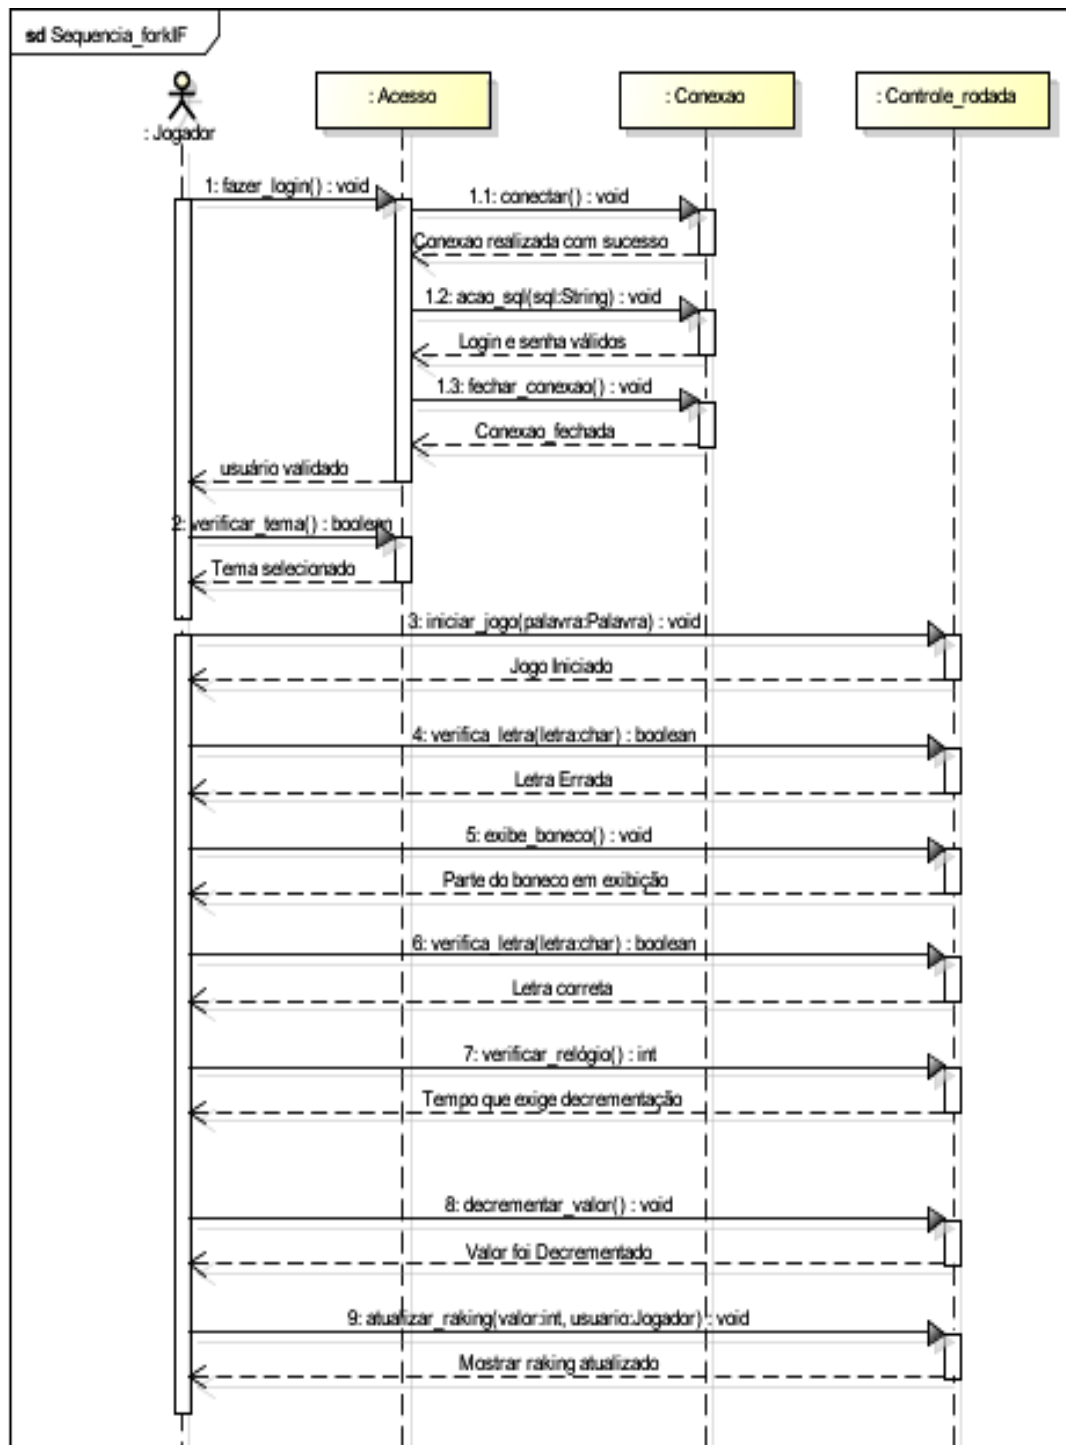 sd Sequencia_forkIF
: Jogador
: Acesso
: Conexao
: Controle_rodada
1: fazer_login() : void
1.1: conectar() : void
Conexao realizada com sucesso
1.2: acao_sql(sql:String) : void
Login e senha válidos
1.3: fechar_conexao() : void
Conexao_fechada
usuário validado
2: verificar_tema() : boolean
Tema selecionado
3: iniciar_jogo(palavra:Palavra) : void
Jogo Iniciado
4: verifica_letra(letra:char) : boolean
Letra Errada
5: exibe_boneco() : void
Parte do boneco em exibição
6: verifica_letra(letra:char) : boolean
Letra correta
7: verificar_relógio() : int
Tempo que exige decrementação
8: decrementar_valor() : void
Valor foi Decrementado
9: atualizar_raking(valor:int, usuario:Jogador) : void
Mostrar raking atualizado